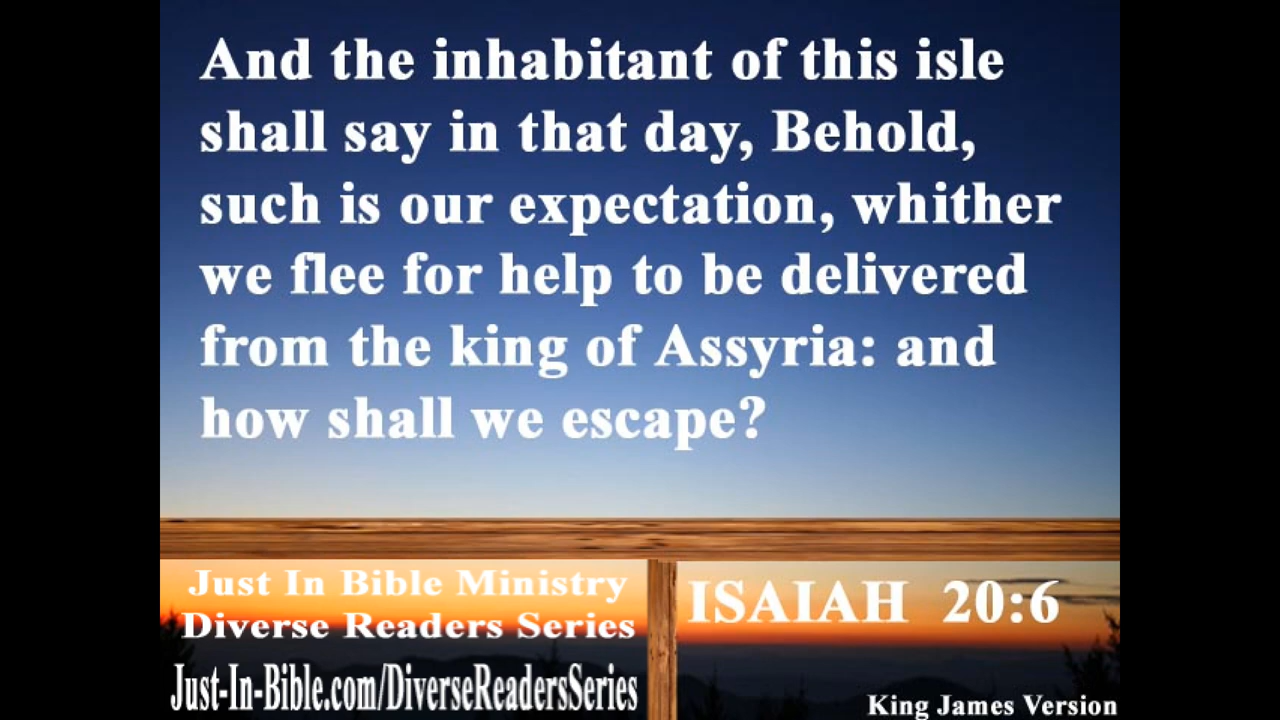 And the inhabitant of this isle
shall say in that day, Behold,
such is our expectation, whither
we flee for help to be delivered
from the king of Assyria: and
how shall we escape?
Just In Bible Ministry
Diverse Readers Series
Just-In-Bible.com/DiverseReadersSeries
ISAIAH 20:6
King James Version